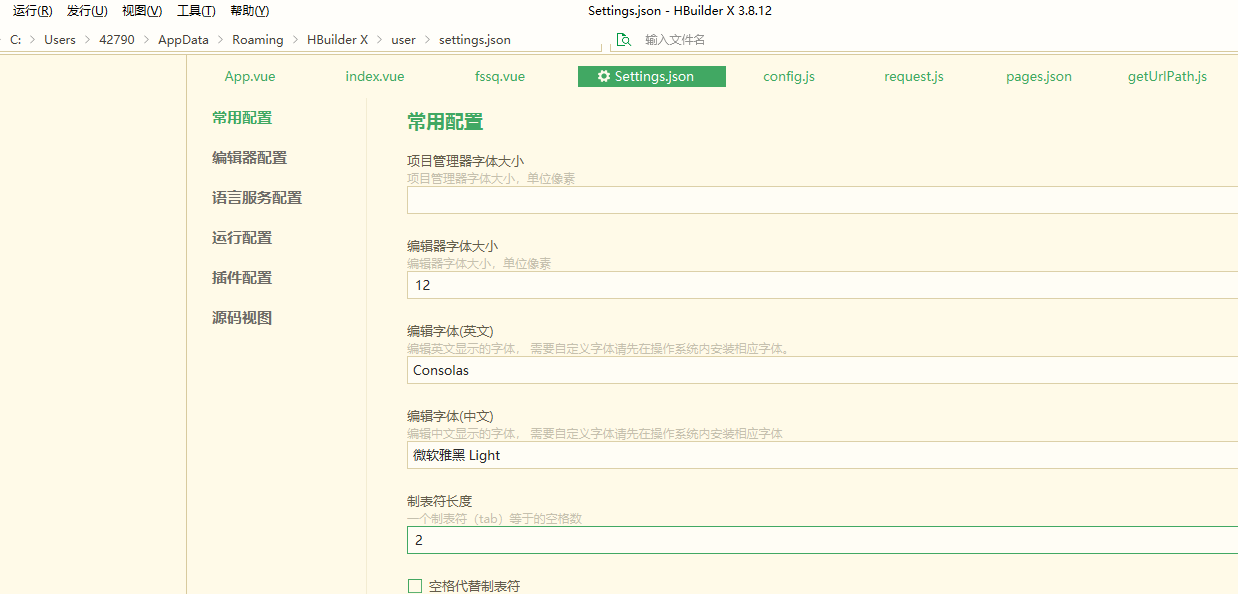 运行(R) 发行(U) 视图(V) 工具(T) 帮助(Y) Settings.json - HBuilder X 3.8.12
C: > Users > 42790 > AppData > Roaming > HBuilder X > user > settings.json 输入文件名
App.vue index.vue fssq.vue Settings.json config.js request.js pages.json getUrlPath.js
常用配置
编辑器配置
语言服务配置
运行配置
插件配置
源码视图
常用配置
项目管理器字体大小
项目管理器字体大小，单位像素
编辑器字体大小
编辑器字体大小，单位像素
12
编辑字体(英文)
编辑英文显示的字体， 需要自定义字体请先在操作系统内安装相应字体。
Consolas
编辑字体(中文)
编辑中文显示的字体， 需要自定义字体请先在操作系统内安装相应字体
微软雅黑 Light
制表符长度
一个制表符（tab）等于的空格数
2
空格代替制表符